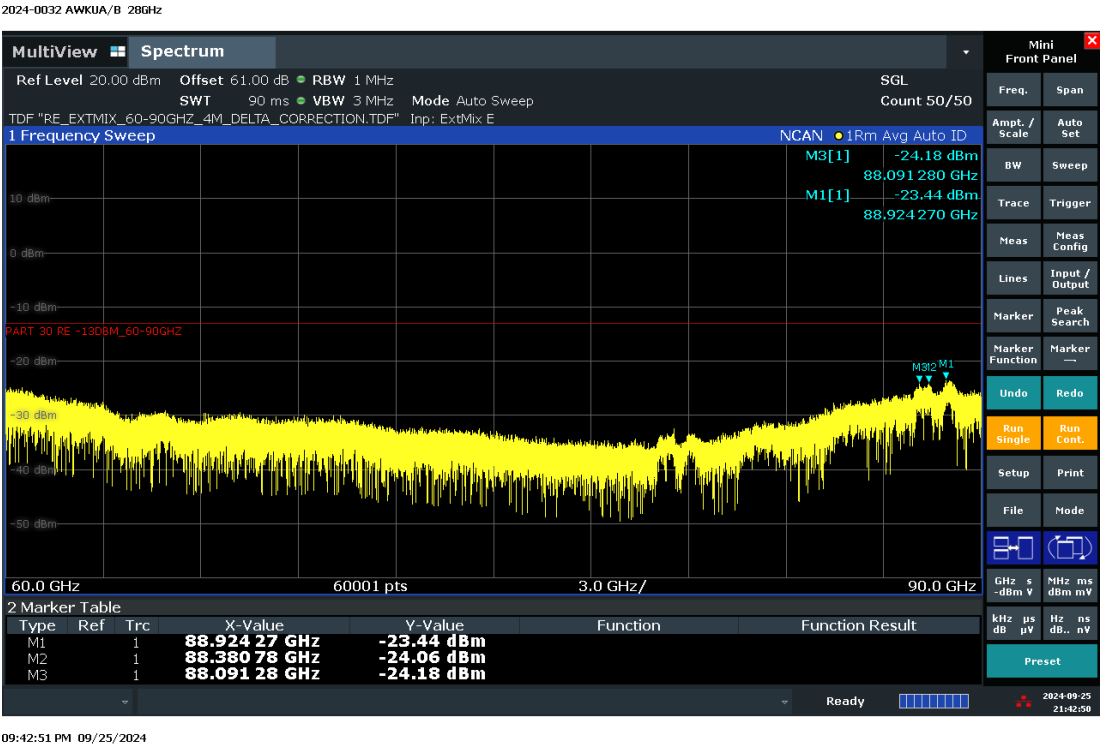 2024-0032 AWKUA/B 28GHz
MultiView Spectrum
Ref Level 20.00 dBm Offset 61.00 dB RBW 1 MHz SGL
SWT 90 ms VBW 3 MHz Mode Auto Sweep Count 50/50
TDF "RE_EXTMIX_60-90GHZ_4M_DELTA_CORRECTION.TDF" Inp: ExtMix E
1 Frequency Sweep NCAN 1Rm Avg Auto ID
M3[1] -24.18 dBm
88.091 280 GHz
M1[1] -23.44 dBm
88.924 270 GHz
10 dBm
0 dBm
-10 dBm
PART 30 RE -13DBM_60-90GHZ
-20 dBm
M3 M2 M1
-30 dBm
-40 dBm
-50 dBm
60.0 GHz 60001 pts 3.0 GHz/ 90.0 GHz
2 Marker Table
Type Ref Trc X-Value Y-Value Function Function Result
M1 1 88.924 27 GHz -23.44 dBm
M2 1 88.380 78 GHz -24.06 dBm
M3 1 88.091 28 GHz -24.18 dBm
Ready
Mini
Front Panel
Freq. Span
Ampt. / Scale Auto Set
BW Sweep
Trace Trigger
Meas Meas Config
Lines Input / Output
Marker Peak Search
Marker Function Marker →
Undo Redo
Run Single Run Cont.
Setup Print
File Mode
GHz s -dBm V MHz ms dBm mV
kHz µs dB µV Hz ns dB.. nV
Preset
2024-09-25
21:42:50
09:42:51 PM 09/25/2024